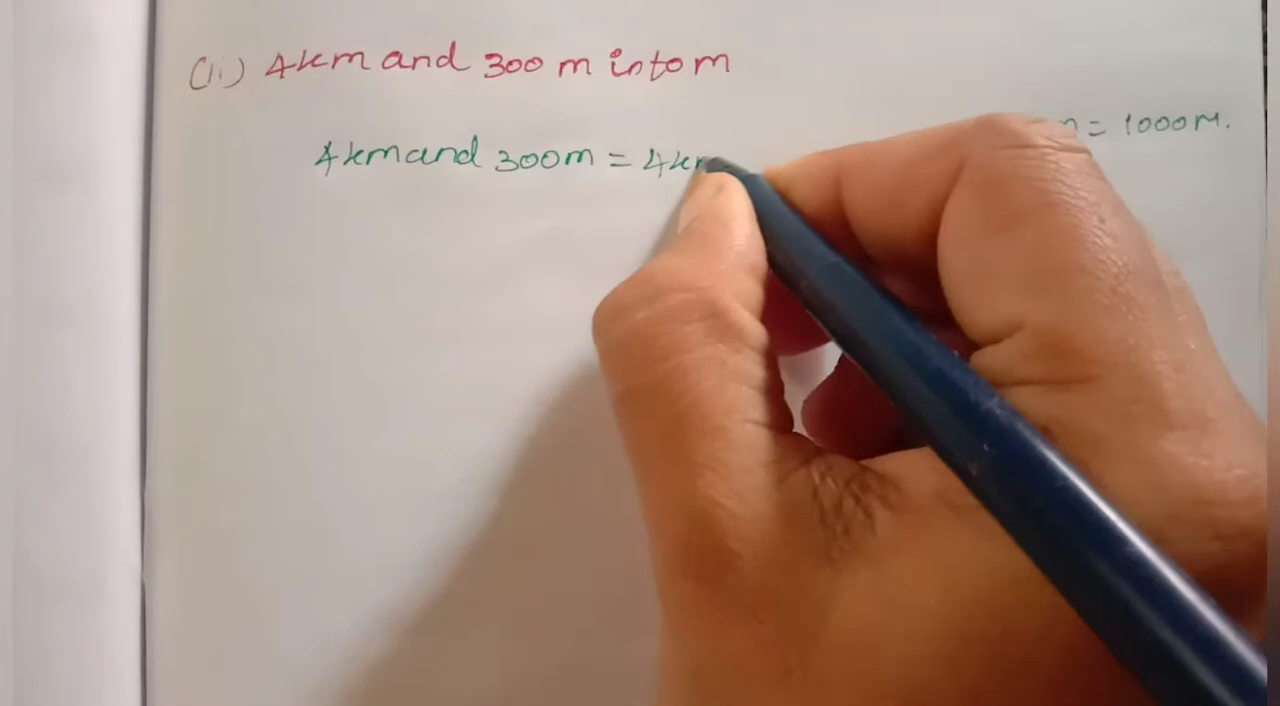 (ii) 4km and 300 m into m
= 1000m.
4km and 300m = 4k